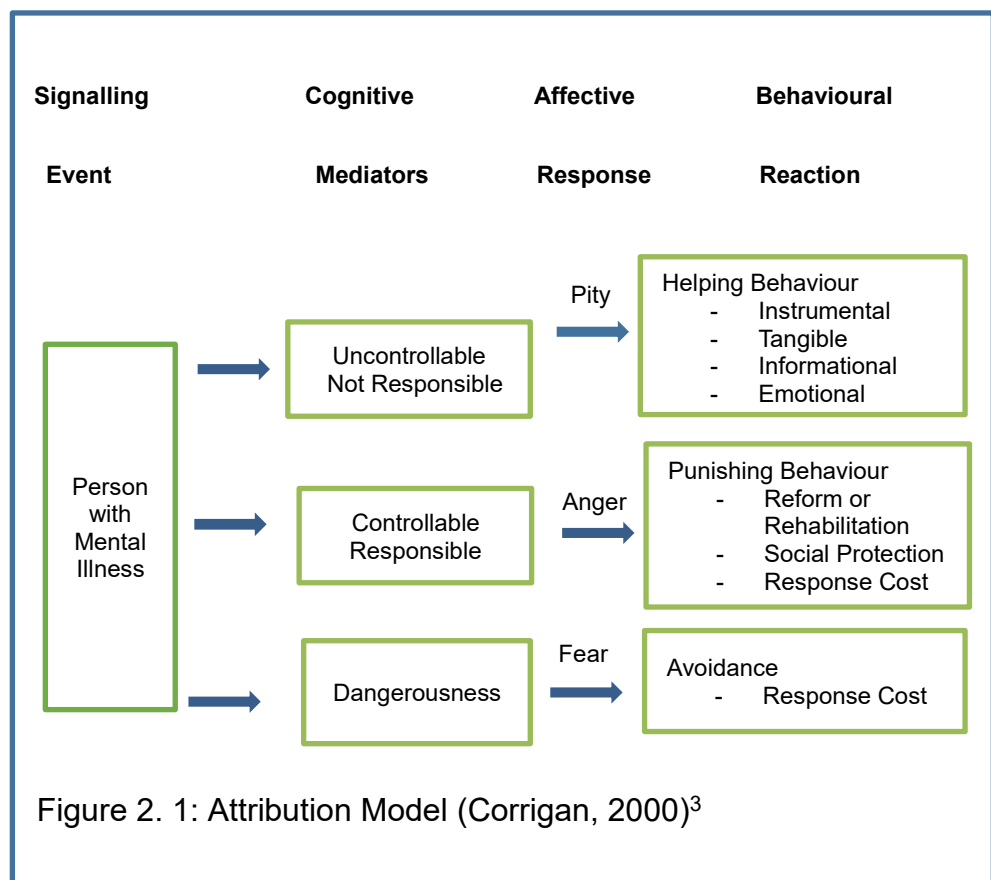 Signalling Cognitive Affective Behavioural
Event Mediators Response Reaction
Person
with
Mental
Illness
Uncontrollable
Not Responsible
Pity
Helping Behaviour
- Instrumental
- Tangible
- Informational
- Emotional
Controllable
Responsible
Anger
Punishing Behaviour
- Reform or
Rehabilitation
- Social Protection
- Response Cost
Dangerousness
Fear
Avoidance
- Response Cost
Figure 2. 1: Attribution Model (Corrigan, 2000)³